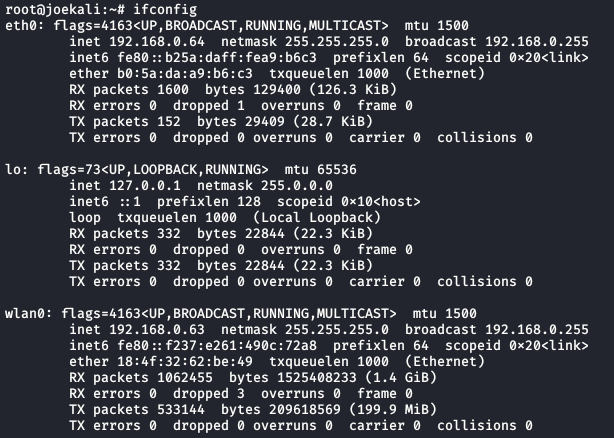 root@joekali:~# ifconfig
eth0: flags=4163<UP,BROADCAST,RUNNING,MULTICAST>  mtu 1500
        inet 192.168.0.64  netmask 255.255.255.0  broadcast 192.168.0.255
        inet6 fe80::b25a:daff:fea9:b6c3  prefixlen 64  scopeid 0×20<link>
        ether b0:5a:da:a9:b6:c3  txqueuelen 1000  (Ethernet)
        RX packets 1600  bytes 129400 (126.3 KiB)
        RX errors 0  dropped 1  overruns 0  frame 0
        TX packets 152  bytes 29409 (28.7 KiB)
        TX errors 0  dropped 0 overruns 0  carrier 0  collisions 0

lo: flags=73<UP,LOOPBACK,RUNNING>  mtu 65536
        inet 127.0.0.1  netmask 255.0.0.0
        inet6 ::1  prefixlen 128  scopeid 0×10<host>
        loop  txqueuelen 1000  (Local Loopback)
        RX packets 332  bytes 22844 (22.3 KiB)
        RX errors 0  dropped 0  overruns 0  frame 0
        TX packets 332  bytes 22844 (22.3 KiB)
        TX errors 0  dropped 0 overruns 0  carrier 0  collisions 0

wlan0: flags=4163<UP,BROADCAST,RUNNING,MULTICAST>  mtu 1500
        inet 192.168.0.63  netmask 255.255.255.0  broadcast 192.168.0.255
        inet6 fe80::f237:e261:490c:72a8  prefixlen 64  scopeid 0×20<link>
        ether 18:4f:32:62:be:49  txqueuelen 1000  (Ethernet)
        RX packets 1062455  bytes 1525408233 (1.4 GiB)
        RX errors 0  dropped 3  overruns 0  frame 0
        TX packets 533144  bytes 209618569 (199.9 MiB)
        TX errors 0  dropped 0 overruns 0  carrier 0  collisions 0